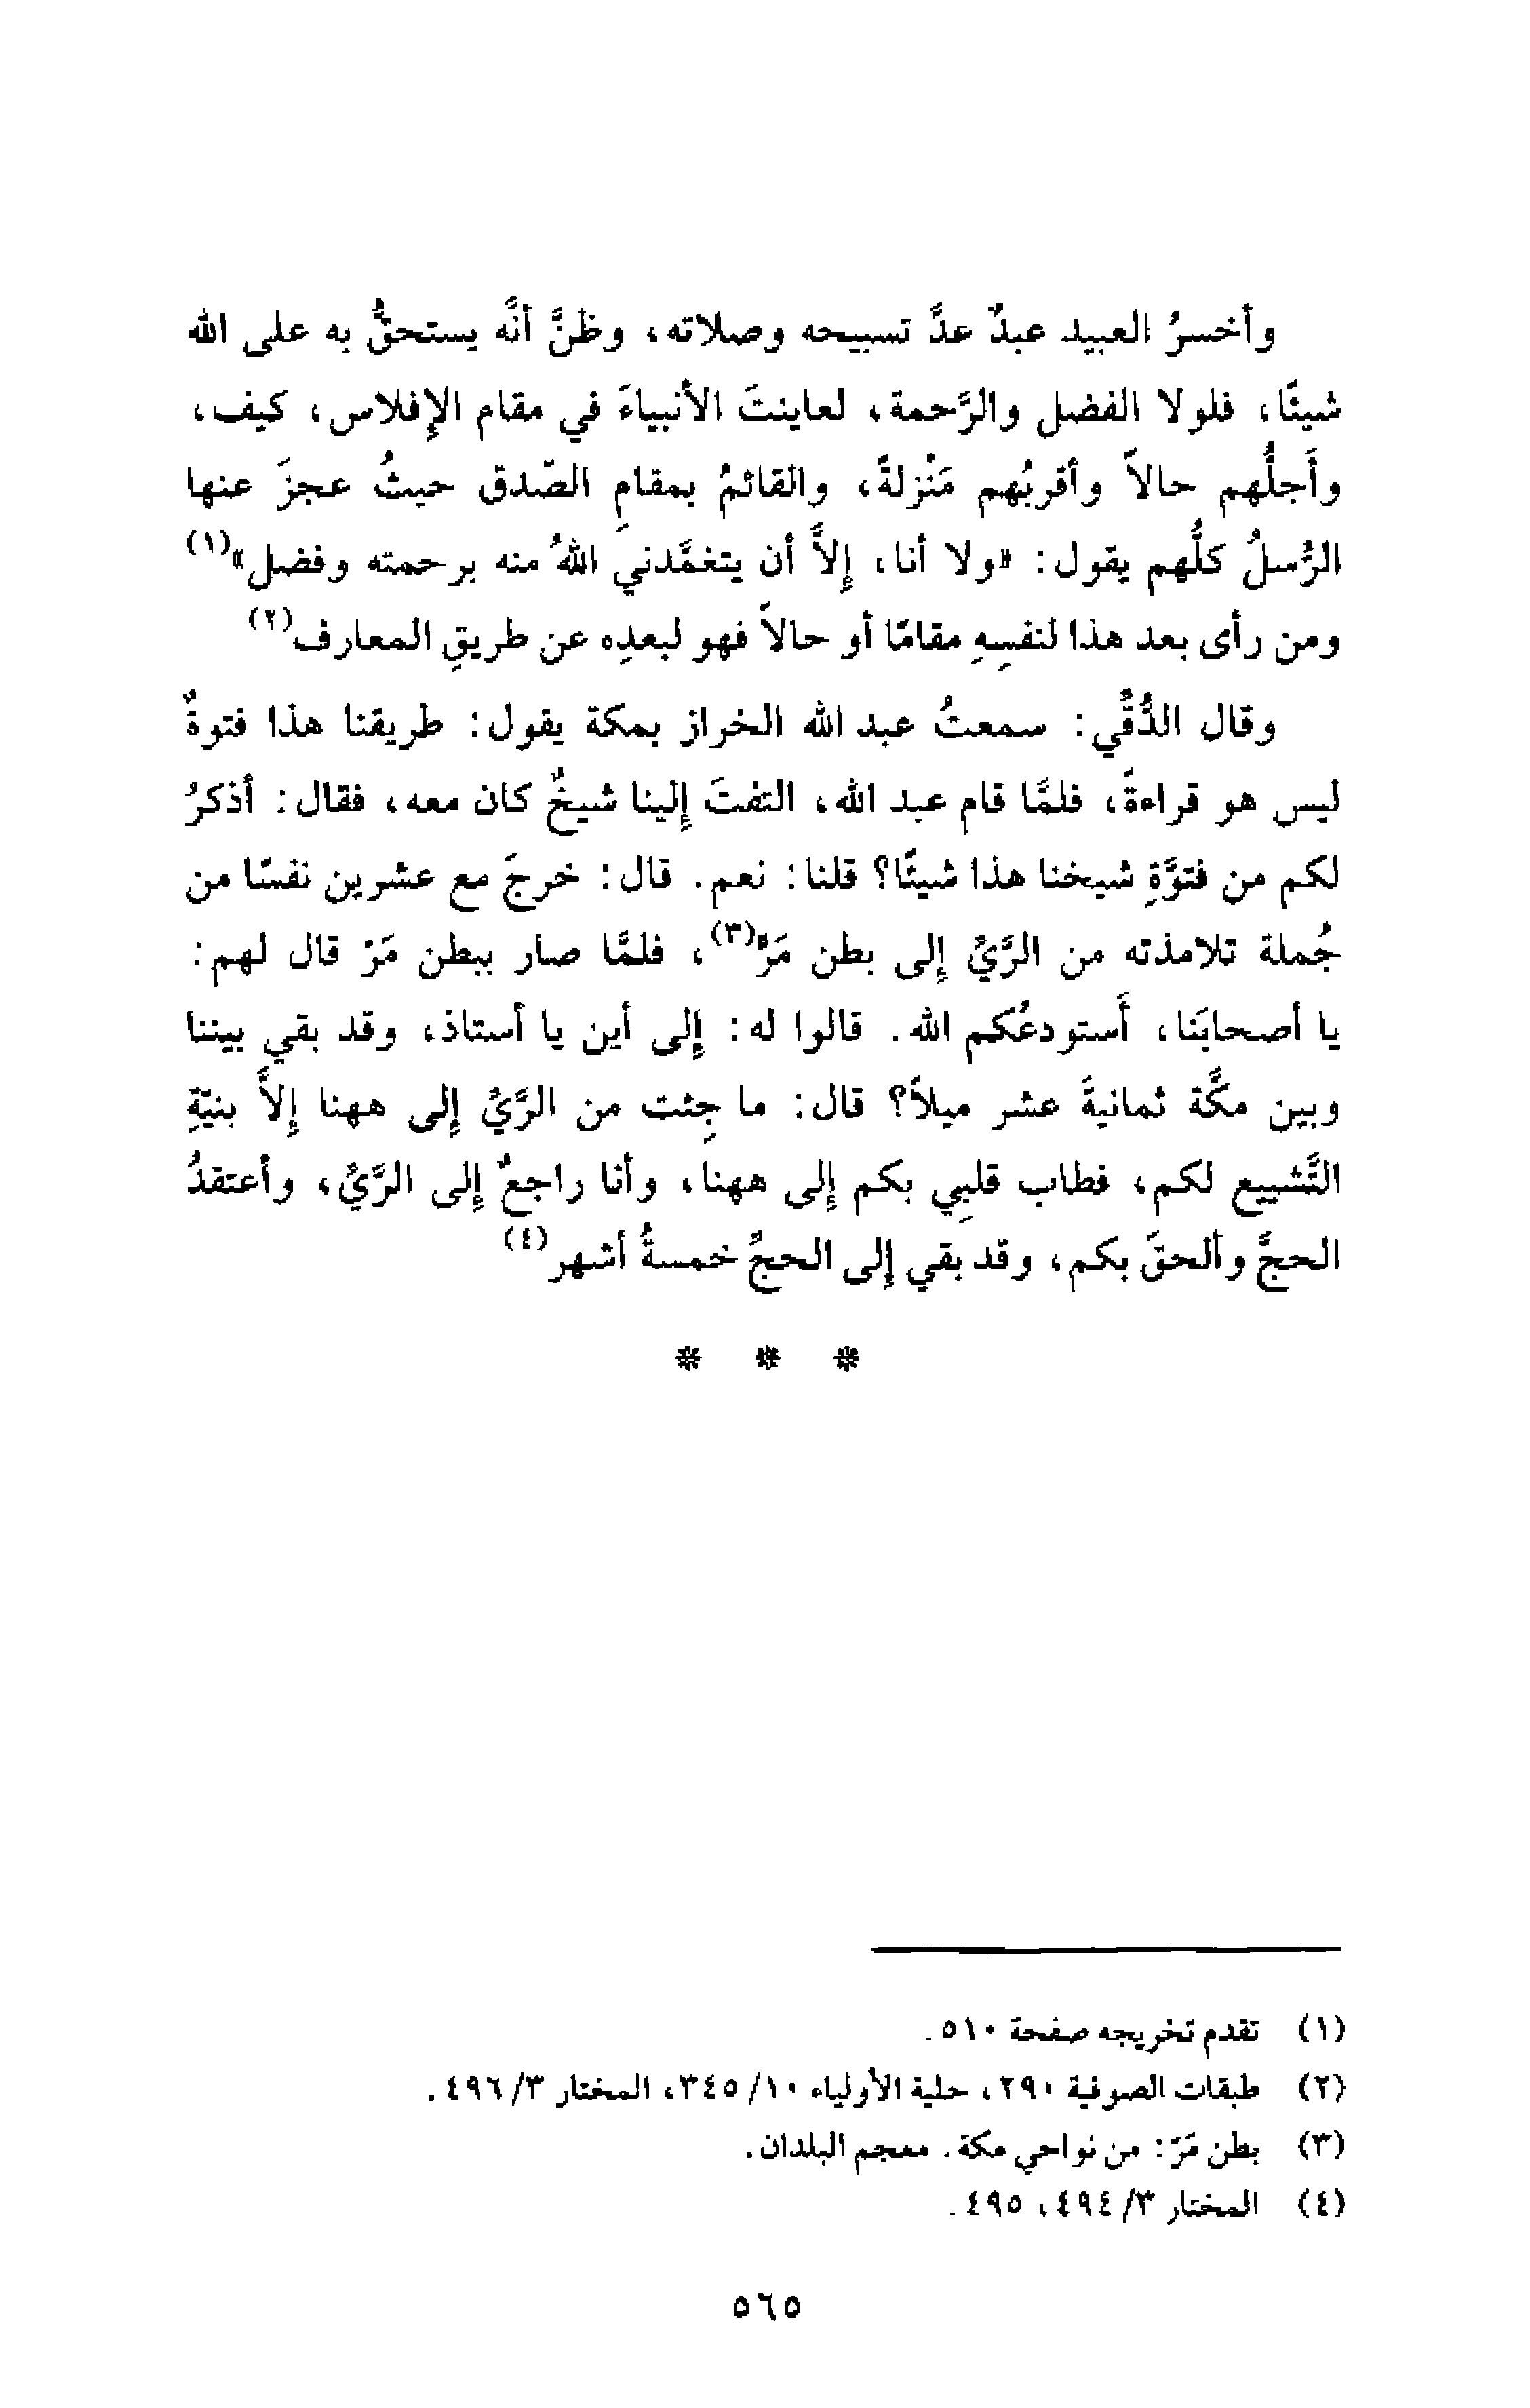 وأخسرُ العبيد عبدٌ عدَّ تسبيحه وصلاته، وظنَّ أنَّه يستحقُّ به على الله
شيئًا، فلولا الفضل والرَّحمة، لعاينتَ الأنبياءَ في مقام الإفلاس، كيف،
وأَجلُّهم حالاً وأقربُهم مَنْزلةً، والقائمُ بمقامِ الصّدق حيثُ عجزَ عنها
الرُّسلُ كلُّهم يقول: «ولا أنا، إلاَّ أن يتغمَّدني اللهُ منه برحمته وفضل»(١)
ومن رأى بعد هذا لنفسِهِ مقامًا أو حالاً فهو لبعدِه عن طريقِ المعارف(٢)
وقال الدُّقِّي: سمعتُ عبد الله الخراز بمكة يقول: طريقنا هذا فتوةٌ
ليس هو قراءةً، فلمَّا قام عبد الله، التفتَ إلينا شيخٌ كان معه، فقال: أذكرُ
لكم من فتوَّةِ شيخنا هذا شيئًا؟ قلنا: نعم. قال: خرجَ مع عشرين نفسًا من
جُملة تلامذته من الرَّيِّ إلى بطن مَرّ(٣)، فلمَّا صار ببطن مَرّ قال لهم:
يا أصحابَنا، أَستودعُكم الله. قالوا له: إلى أين يا أستاذ، وقد بقي بيننا
وبين مكَّة ثمانيةَ عشر ميلاً؟ قال: ما جِئت من الرَّيِّ إلى ههنا إلاَّ بنيّةِ
التَّشييع لكم، فطاب قلبِي بكم إلى ههنا، وأنا راجعٌ إلى الرَّيِّ، وأعتقدُ
الحجَّ وألحقَ بكم، وقد بقي إلى الحجِّ خمسةُ أشهر(٤)
* * *
(١) تقدم تخريجه صفحة ٥١٠.
(٢) طبقات الصوفية ٢٩٠، حلية الأولياء ١٠/ ٣٤٥، المختار ٣/ ٤٩٦.
(٣) بطن مَرّ: من نواحي مكة. معجم البلدان.
(٤) المختار ٣/ ٤٩٤، ٤٩٥.
٥٦٥